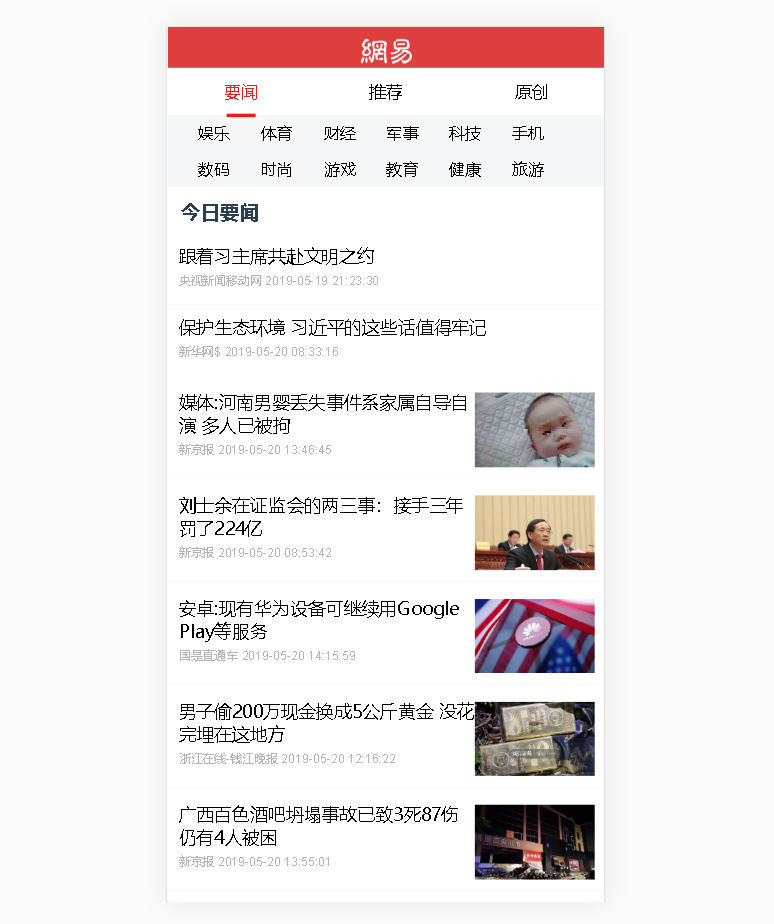 網易
要闻 推荐 原创
娱乐 体育 财经 军事 科技 手机
数码 时尚 游戏 教育 健康 旅游
今日要闻
跟着习主席共赴文明之约
央视新闻移动网 2019-05-19 21:23:30
保护生态环境 习近平的这些话值得牢记
新华网$ 2019-05-20 08:33:16
媒体:河南男婴丢失事件系家属自导自
演 多人已被拘
新京报 2019-05-20 13:46:45
刘士余在证监会的两三事：接手三年
罚了224亿
新京报 2019-05-20 08:53:42
安卓:现有华为设备可继续用Google
Play等服务
国是直通车 2019-05-20 14:15:59
男子偷200万现金换成5公斤黄金 没花
完埋在这地方
浙江在线-钱江晚报 2019-05-20 12:16:22
广西百色酒吧坍塌事故已致3死87伤
仍有4人被困
新京报 2019-05-20 13:55:01